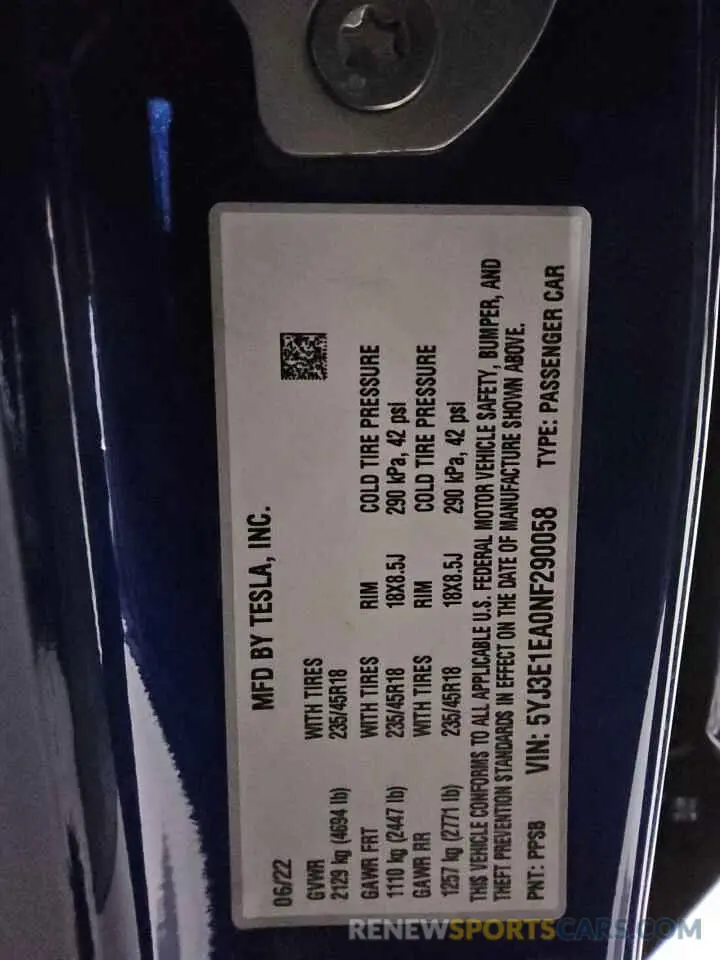 MFD BY TESLA, INC.
06/22
GVWR WITH TIRES
2129 kg (4694 lb) 235/45R18
GAWR FRT WITH TIRES RIM COLD TIRE PRESSURE
1110 kg (2447 lb) 235/45R18 18X8.5J 290 kPa, 42 psi
GAWR RR WITH TIRES RIM COLD TIRE PRESSURE
1257 kg (2771 lb) 235/45R18 18X8.5J 290 kPa, 42 psi
THIS VEHICLE CONFORMS TO ALL APPLICABLE U.S. FEDERAL MOTOR VEHICLE SAFETY, BUMPER, AND
THEFT PREVENTION STANDARDS IN EFFECT ON THE DATE OF MANUFACTURE SHOWN ABOVE.
PNT: PPSB VIN: 5YJ3E1EA0NF290058 TYPE: PASSENGER CAR
RENEWSPORTSCARS.COM